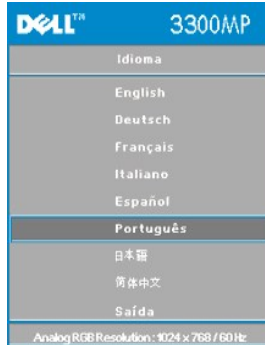 DELL™ 3300MP
Idioma
English
Deutsch
Français
Italiano
Español
Português
日本語
简体中文
Saída
Analog RGB Resolution : 1024 x 768 / 60 Hz